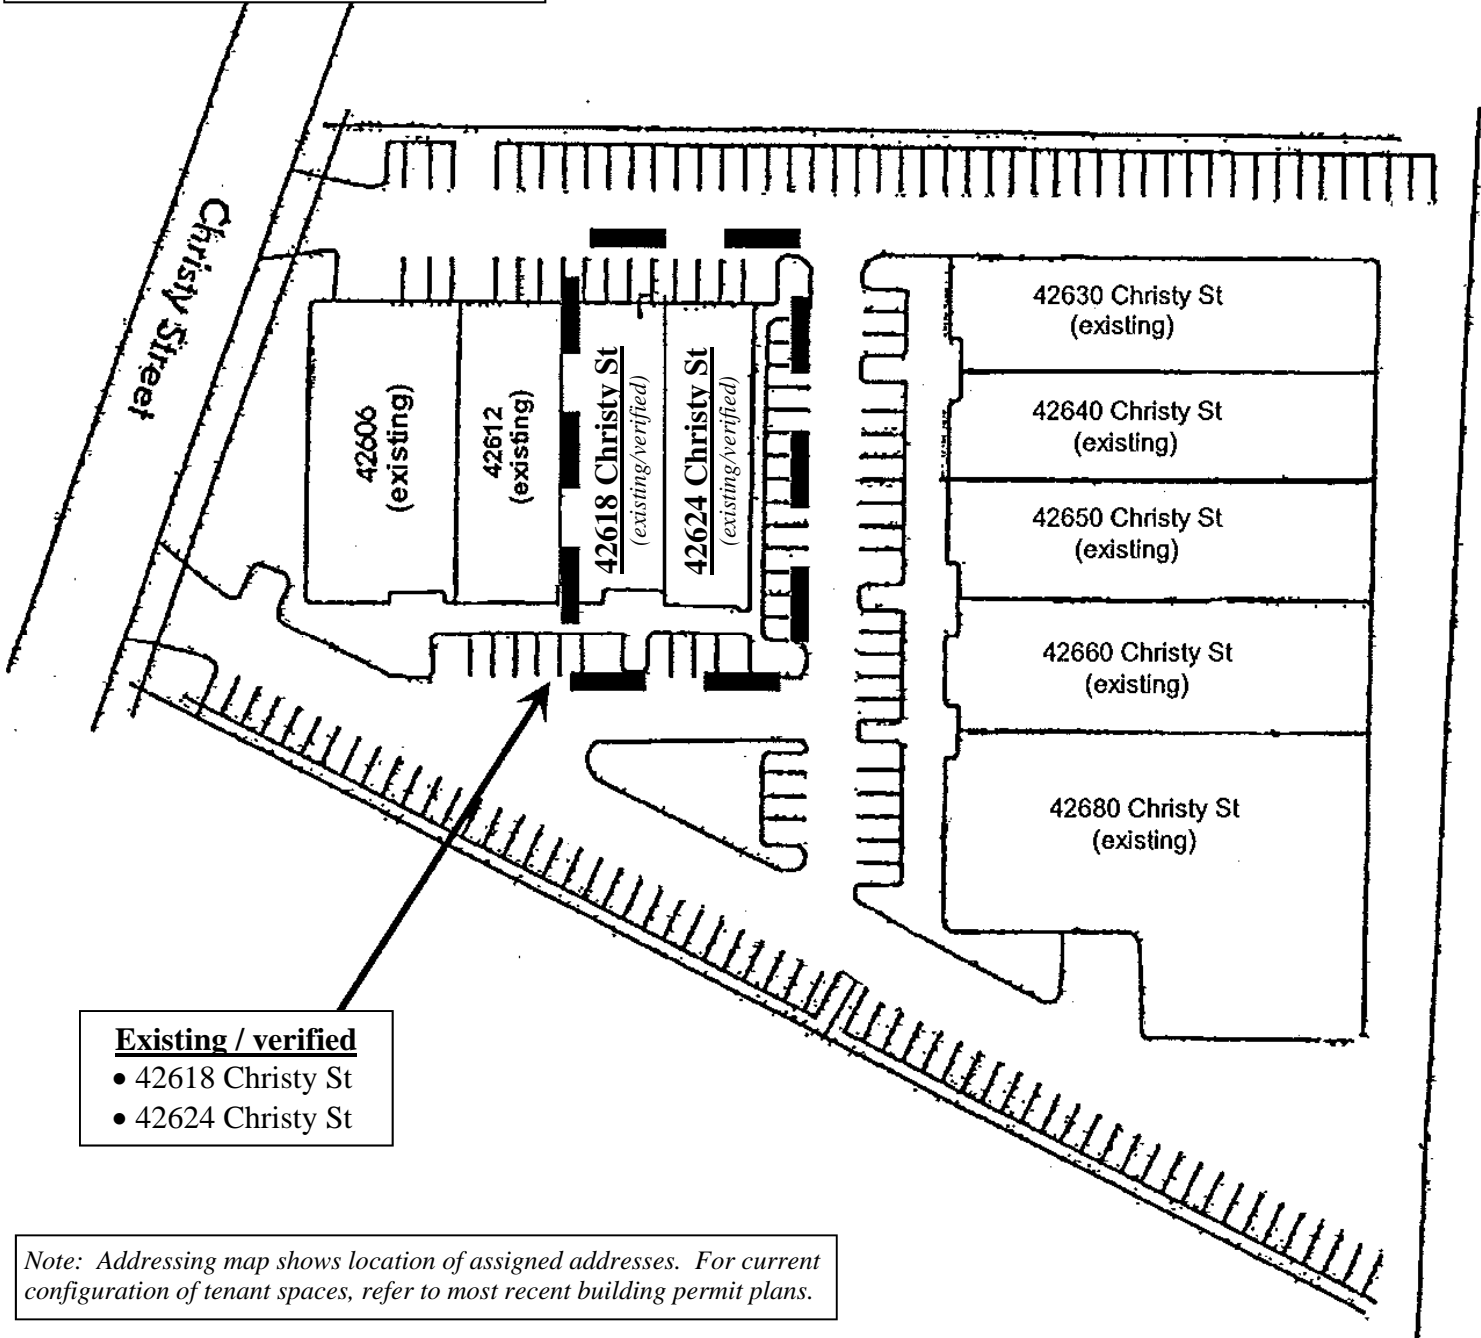 Christy Street
42606
(existing)
42612
(existing)
42618 Christy St
(existing/verified)
42624 Christy St
(existing/verified)
42630 Christy St
(existing)
42640 Christy St
(existing)
42650 Christy St
(existing)
42660 Christy St
(existing)
42680 Christy St
(existing)
Existing / verified
• 42618 Christy St
• 42624 Christy St
Note: Addressing map shows location of assigned addresses. For current
configuration of tenant spaces, refer to most recent building permit plans.